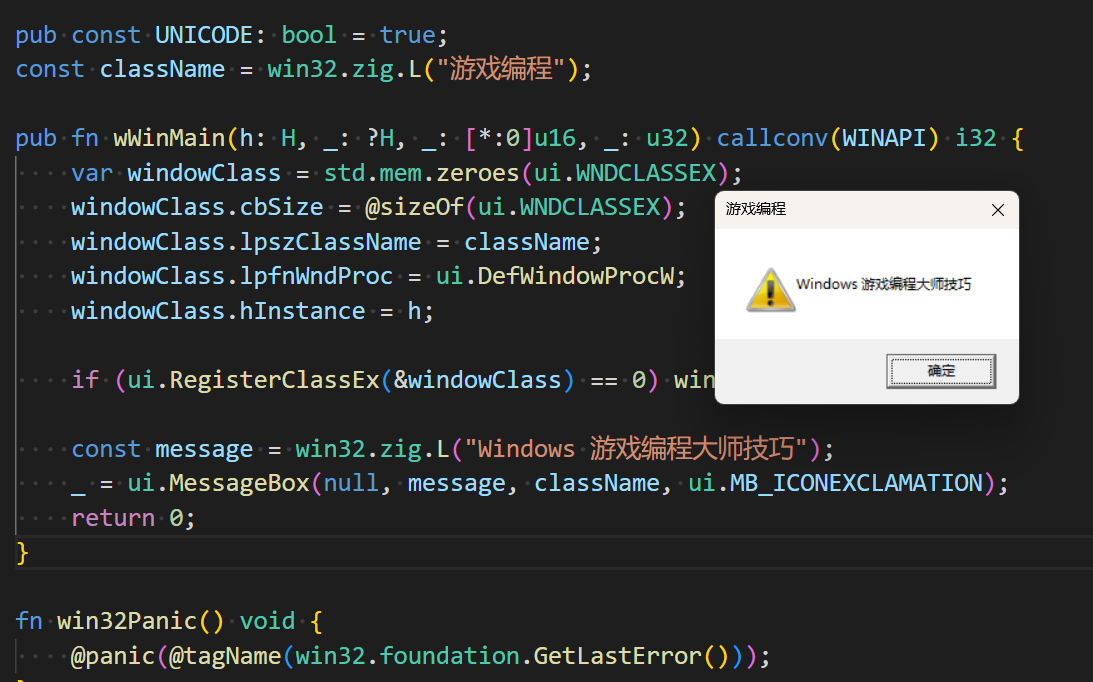 pub const UNICODE: bool = true;
const className = win32.zig.L("游戏编程");
pub fn wWinMain(h: H, _: ?H, _: [*:0]u16, _: u32) callconv(WINAPI) i32 {
    var windowClass = std.mem.zeroes(ui.WNDCLASSEX);
    windowClass.cbSize = @sizeOf(ui.WNDCLASSEX);
    windowClass.lpszClassName = className;
    windowClass.lpfnWndProc = ui.DefWindowProcW;
    windowClass.hInstance = h;
    if (ui.RegisterClassEx(&windowClass) == 0) win
    const message = win32.zig.L("Windows 游戏编程大师技巧");
    _ = ui.MessageBox(null, message, className, ui.MB_ICONEXCLAMATION);
    return 0;
}
fn win32Panic() void {
    @panic(@tagName(win32.foundation.GetLastError()));
游戏编程
Windows 游戏编程大师技巧
确定